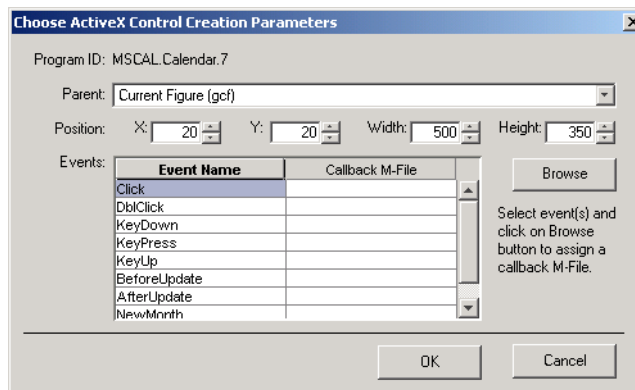 Choose ActiveX Control Creation Parameters
Program ID: MSCAL.Calendar.7
Parent: Current Figure (gcf)
Position: X: 20 Y: 20 Width: 500 Height: 350
Events: Event Name Callback M-File Browse
Click
DblClick
KeyDown
KeyPress
KeyUp
BeforeUpdate
AfterUpdate
NewMonth
Select event(s) and
click on Browse
button to assign a
callback M-File.
OK Cancel